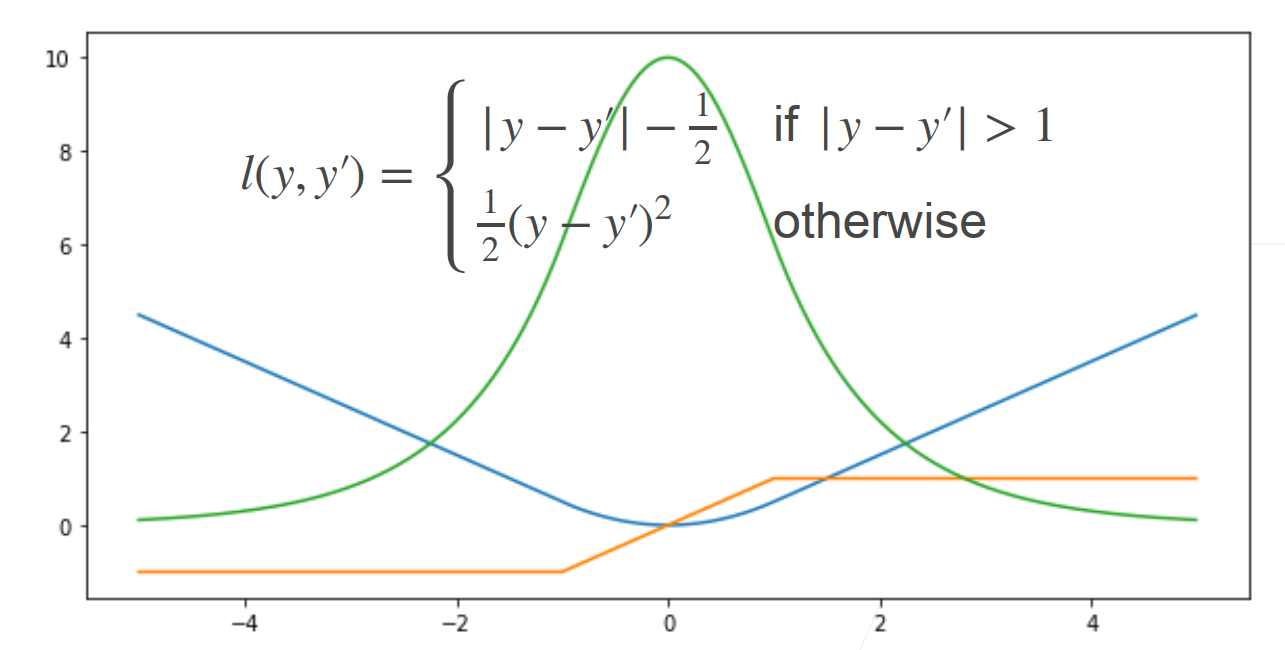 10
8
6
4
2
0
l(y, y′) = { |y − y′| − 1/2 if |y − y′| > 1
1/2(y − y′)² otherwise
−4 −2 0 2 4